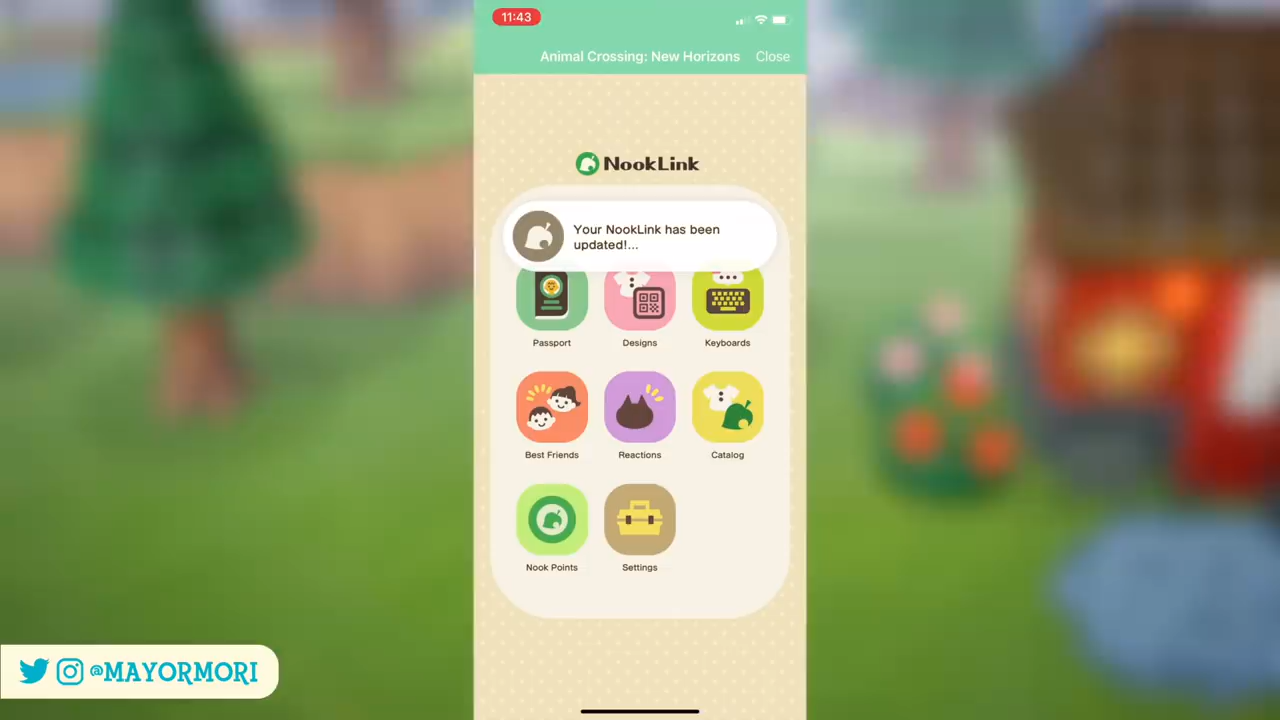 11:43
Animal Crossing: New Horizons Close
NookLink
Your NookLink has been
updated!...
Passport Designs Keyboards
Best Friends Reactions Catalog
Nook Points Settings
@MAYORMORI